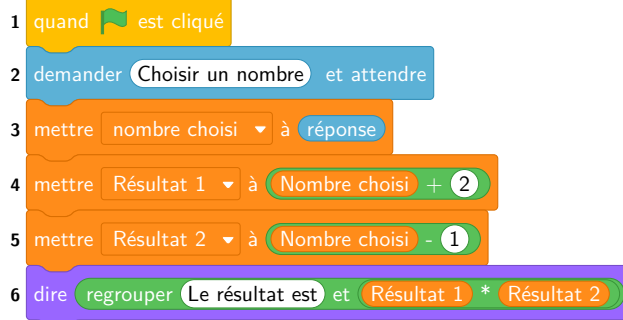 1 quand est cliqué
2 demander Choisir un nombre et attendre
3 mettre nombre choisi à réponse
4 mettre Résultat 1 à Nombre choisi + 2
5 mettre Résultat 2 à Nombre choisi - 1
6 dire regrouper Le résultat est et Résultat 1 * Résultat 2